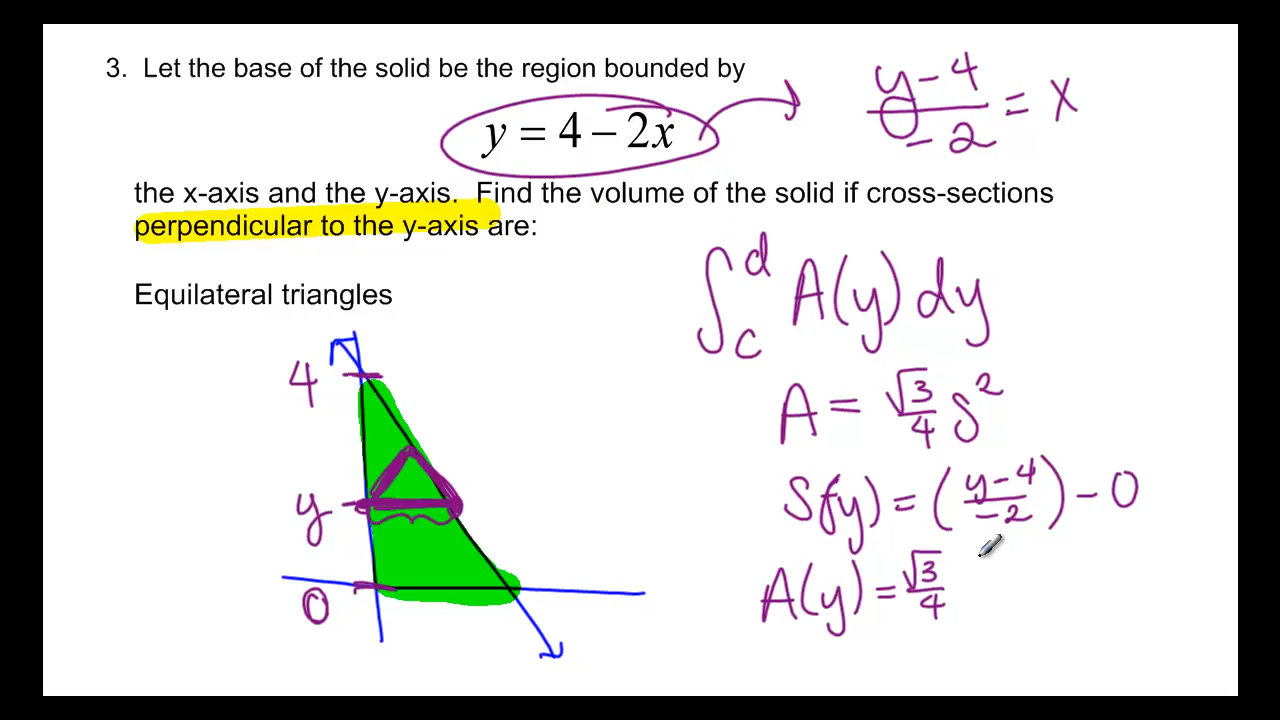 3. Let the base of the solid be the region bounded by
y = 4 − 2x
y − 4 / −2 = x
the x-axis and the y-axis. Find the volume of the solid if cross-sections
perpendicular to the y-axis are:
∫_c^d A(y) dy
Equilateral triangles
4
A = √3/4 s²
y
S(y) = (y − 4 / −2) − 0
0
A(y) = √3/4